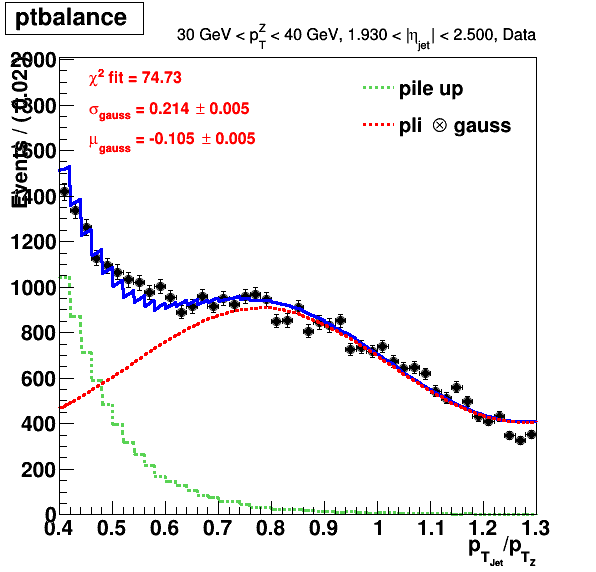 ptbalance
30 GeV < p_T^Z < 40 GeV, 1.930 < |η_jet| < 2.500, Data
χ² fit = 74.73
σ_gauss = 0.214 ± 0.005
μ_gauss = -0.105 ± 0.005
pile up
pli ⊗ gauss
Events / ( 0.02 )
2000
1800
1600
1400
1200
1000
800
600
400
200
0
0.4 0.5 0.6 0.7 0.8 0.9 1 1.1 1.2 1.3
p_T_Jet/p_T_Z